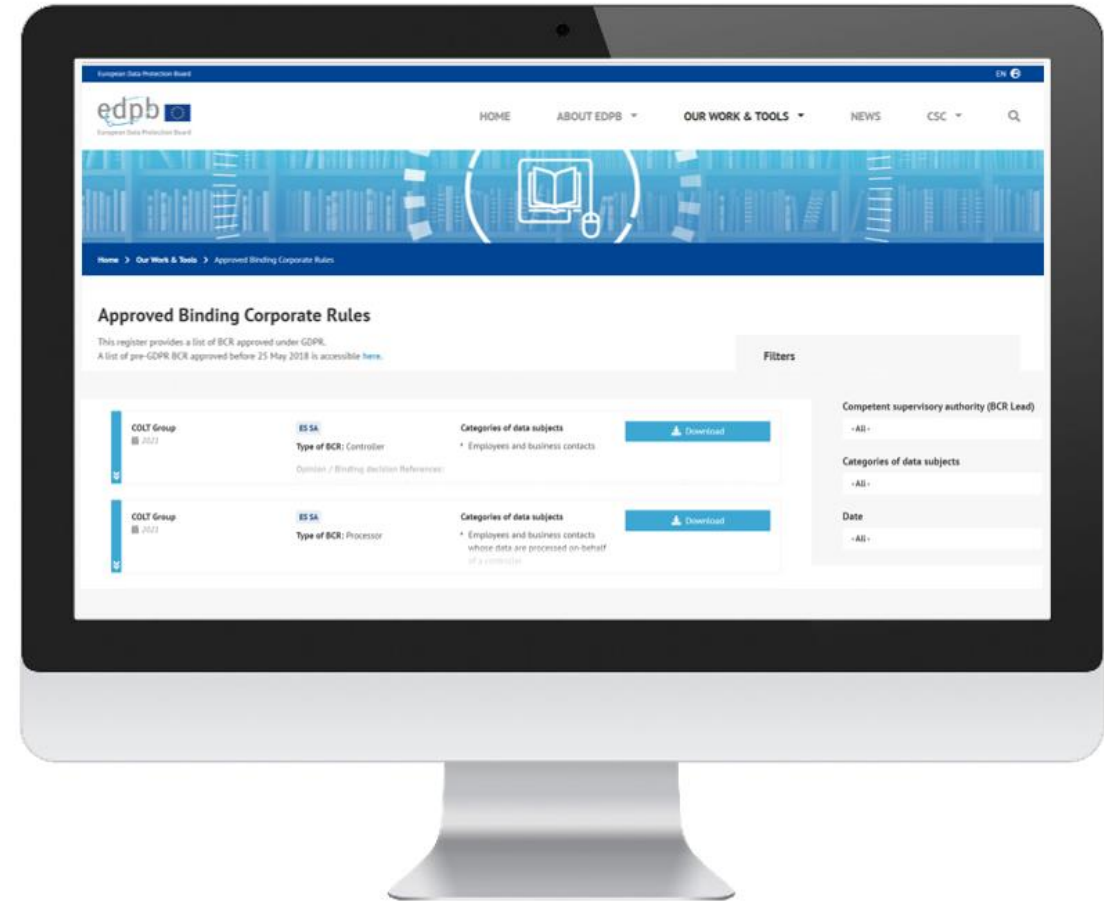 European Data Protection Board
EN
edpb
European Data Protection Board
HOME
ABOUT EDPB
OUR WORK & TOOLS
NEWS
CSC
Home > Our Work & Tools > Approved Binding Corporate Rules
Approved Binding Corporate Rules
This register provides a list of BCR approved under GDPR.
A list of pre-GDPR BCR approved before 25 May 2018 is accessible here.
Filters
COLT Group
2021
ES SA
Type of BCR: Controller
Opinion / Binding decision References:
Categories of data subjects
• Employees and business contacts
Download
COLT Group
2021
ES SA
Type of BCR: Processor
Categories of data subjects
• Employees and business contacts
whose data are processed on-behalf
of a controller
Download
Competent supervisory authority (BCR Lead)
- All -
Categories of data subjects
- All -
Date
- All -